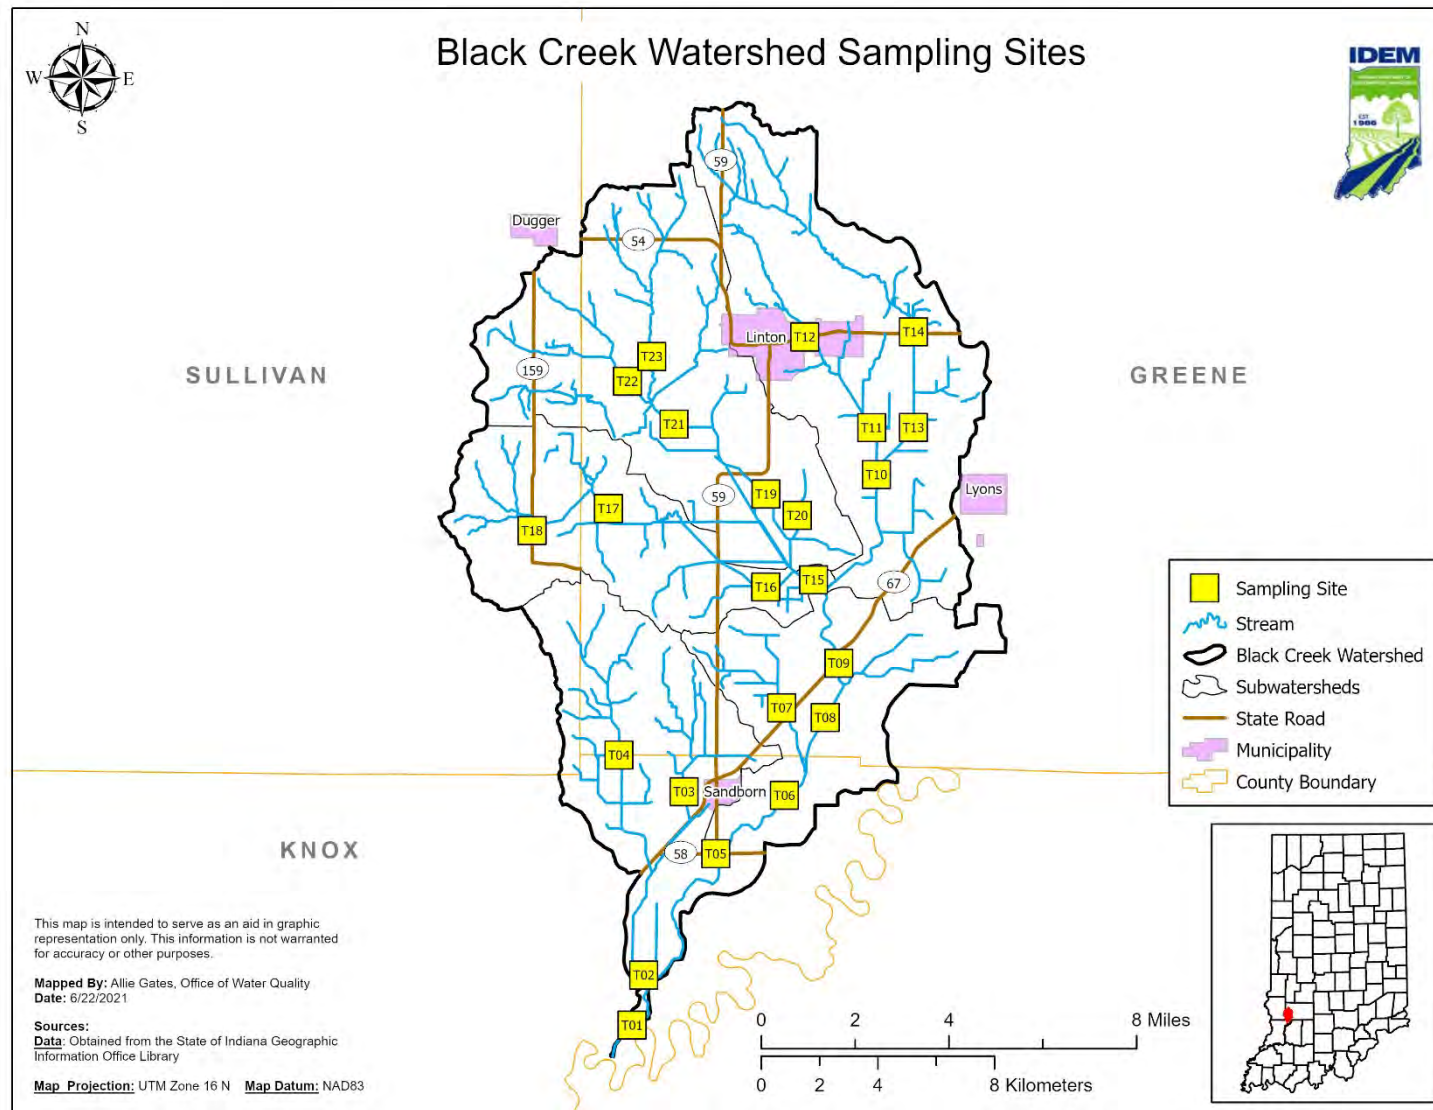 Black Creek Watershed Sampling Sites
N
W E
S
IDEM
EST.
1986
59
Dugger
54
Linton
T12
T14
T23
159
T22
SULLIVAN
GREENE
T21
T11
T13
T10
59
T19
Lyons
T17
T20
T18
T16
T15
67
T09
T07
T08
T04
T03
Sandborn
T06
KNOX
58
T05
T02
T01
Sampling Site
Stream
Black Creek Watershed
Subwatersheds
State Road
Municipality
County Boundary
This map is intended to serve as an aid in graphic
representation only. This information is not warranted
for accuracy or other purposes.
Mapped By: Allie Gates, Office of Water Quality
Date: 6/22/2021
Sources:
Data: Obtained from the State of Indiana Geographic
Information Office Library
Map Projection: UTM Zone 16 N Map Datum: NAD83
0 2 4 8 Miles
0 2 4 8 Kilometers